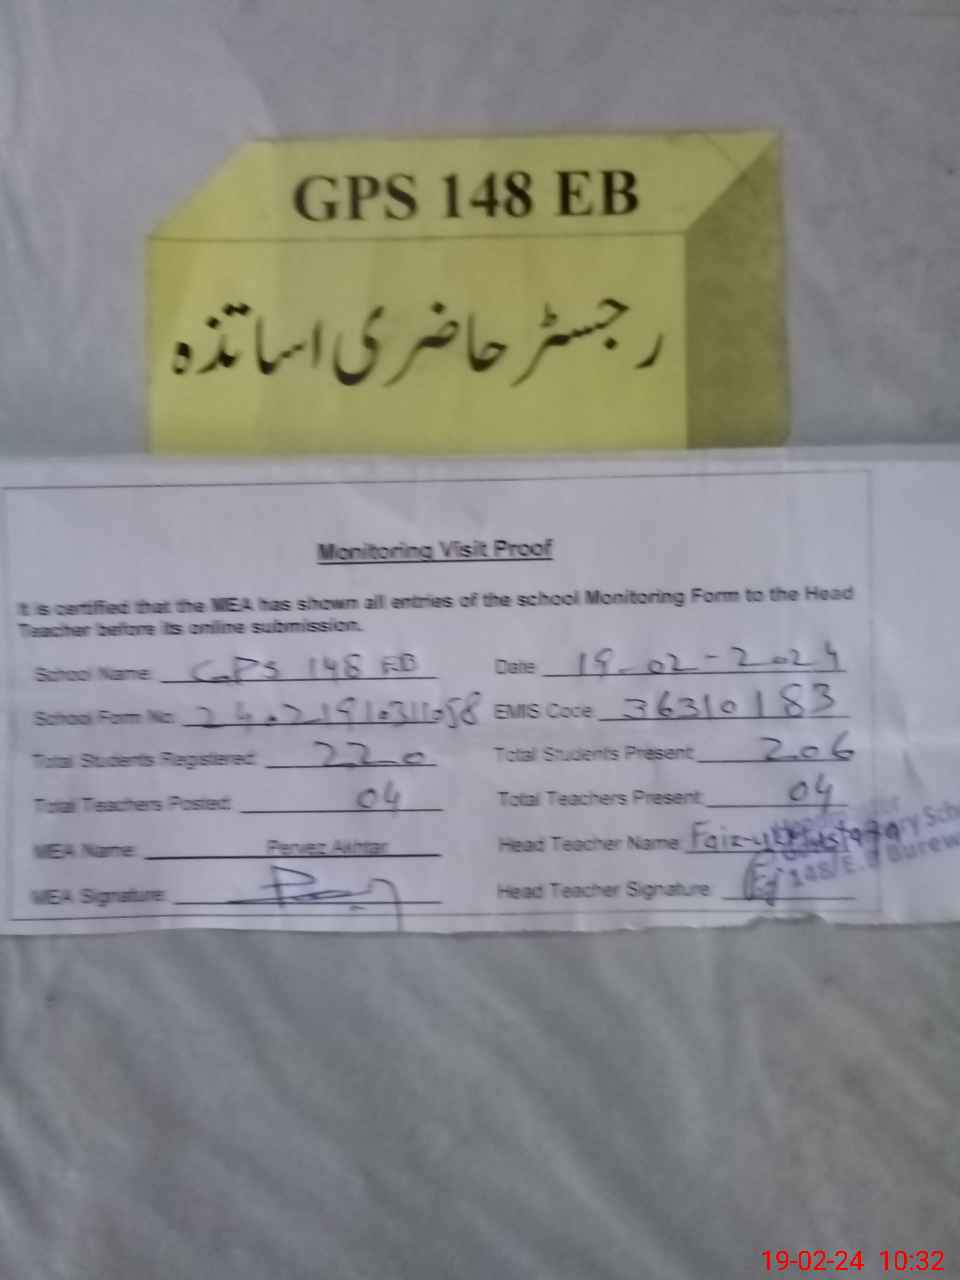 GPS 148 EB
رجسٹر حاضری اساتذہ
Monitoring Visit Proof
It is certified that the MEA has shown all entries of the school Monitoring Form to the Head
Teacher before its online submission.
School Name: GPS 148 EB Date 19-02-2024
School Form No: EMIS Code 36310183
Total Students Registered: 220 Total Students Present: 206
Total Teachers Posted: 04 Total Teachers Present: 04
MEA Name: Pervez Akhtar Head Teacher Name:
MEA Signature: Head Teacher Signature:
148/E.B Burew
19-02-24 10:32